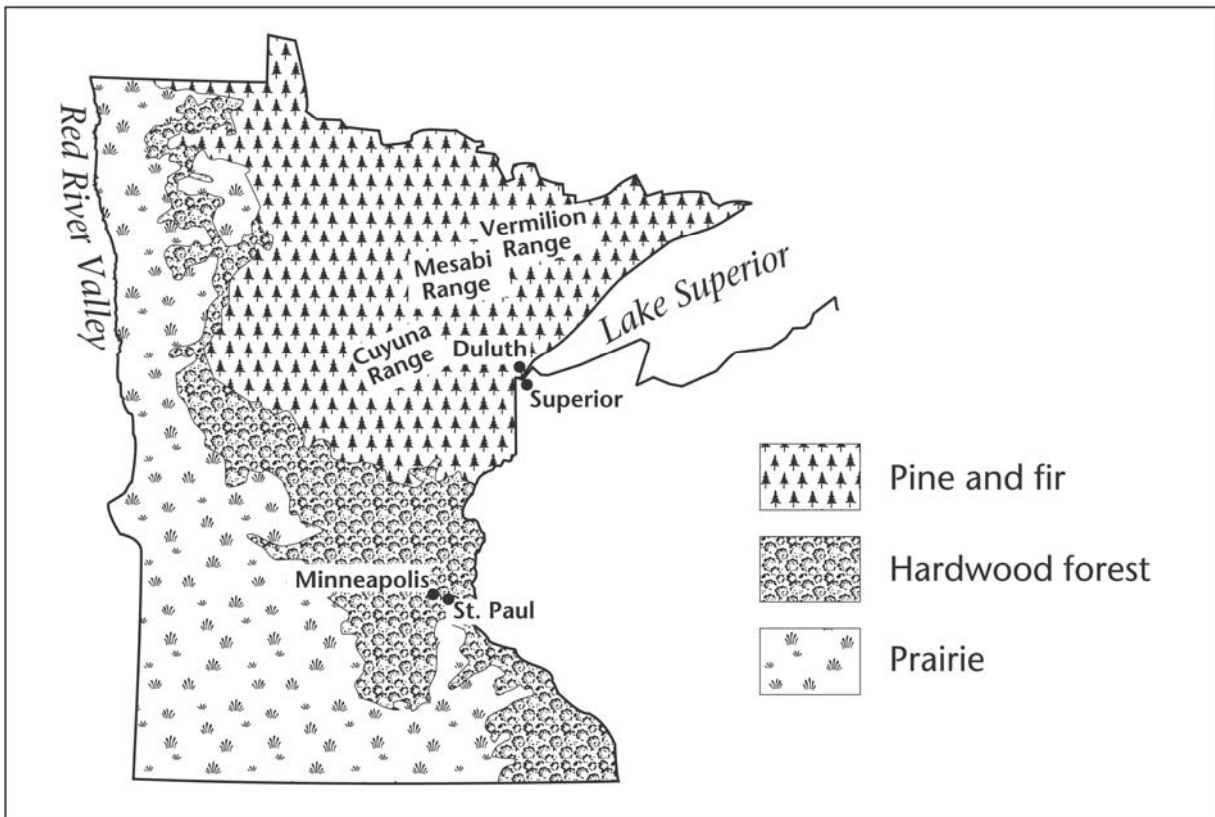 Red River Valley
Vermilion
Range
Mesabi
Range
Lake Superior
Cuyuna
Range
Duluth
Superior
Pine and fir
Hardwood forest
Minneapolis
St. Paul
Prairie